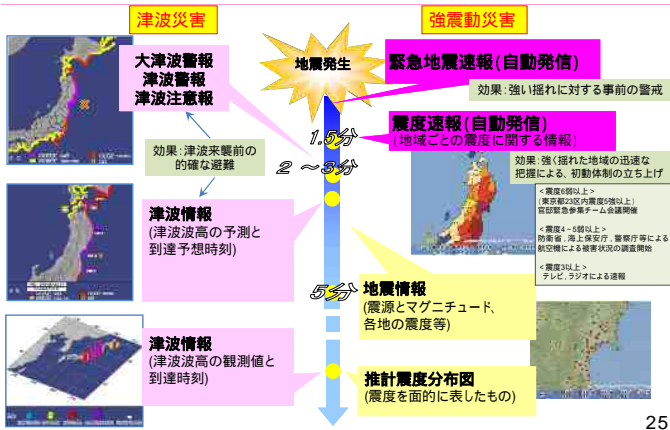 津波災害
強震動災害
大津波警報
津波警報
津波注意報
地震発生
緊急地震速報(自動発信)
効果:強い揺れに対する事前の警戒
1.5分
震度速報(自動発信)
(地域ごとの震度に関する情報)
効果:津波来襲前の
的確な避難
2~3分
効果:強く揺れた地域の迅速な
把握による、初動体制の立ち上げ
<震度6弱以上>
(東京都23区内震度5強以上)
官邸緊急参集チーム会議開催
<震度4~5弱以上>
防衛省、海上保安庁、警察庁等による
航空機による被害状況の調査開始
<震度3以上>
テレビ、ラジオによる速報
津波情報
(津波波高の予測と
到達予想時刻)
5分
地震情報
(震源とマグニチュード、
各地の震度等)
津波情報
(津波波高の観測値と
到達時刻)
推計震度分布図
(震度を面的に表したもの)
25